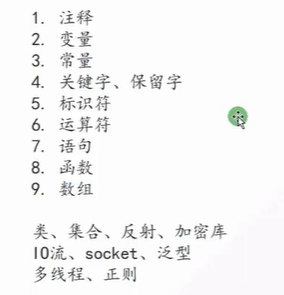 1. 注释
2. 变量
3. 常量
4. 关键字、保留字
5. 标识符
6. 运算符
7. 语句
8. 函数
9. 数组
类、集合、反射、加密库
IO流、socket、泛型
多线程、正则